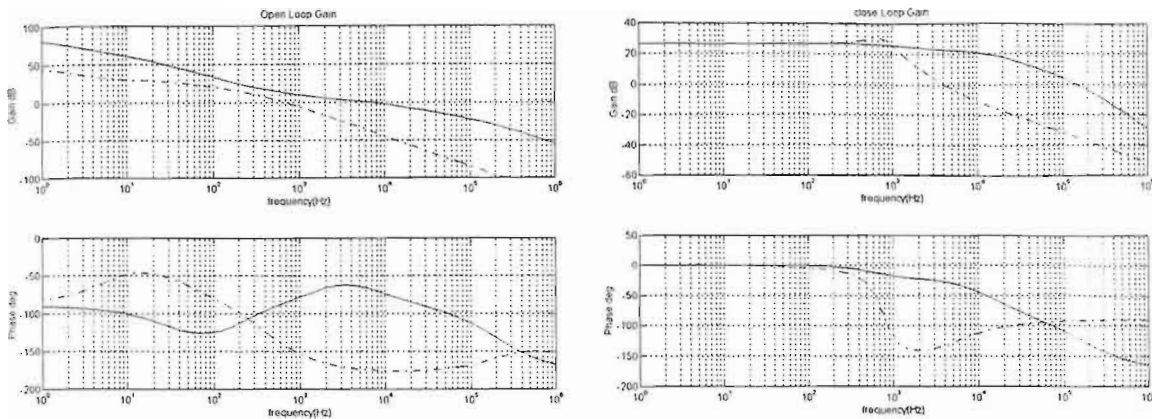 Open Loop Gain
Gain dB
100
50
0
-50
-100
10⁰ 10¹ 10² 10³ 10⁴ 10⁵ 10⁶
frequency(Hz)
close Loop Gain
Gain dB
40
20
0
-20
-40
-60
10⁰ 10¹ 10² 10³ 10⁴ 10⁵ 10⁶
frequency(Hz)
Phase deg
0
-50
-100
-150
-200
10⁰ 10¹ 10² 10³ 10⁴ 10⁵ 10⁶
frequency(Hz)
Phase deg
50
0
-50
-100
-150
-200
10⁰ 10¹ 10² 10³ 10⁴ 10⁵ 10⁶
frequency(Hz)